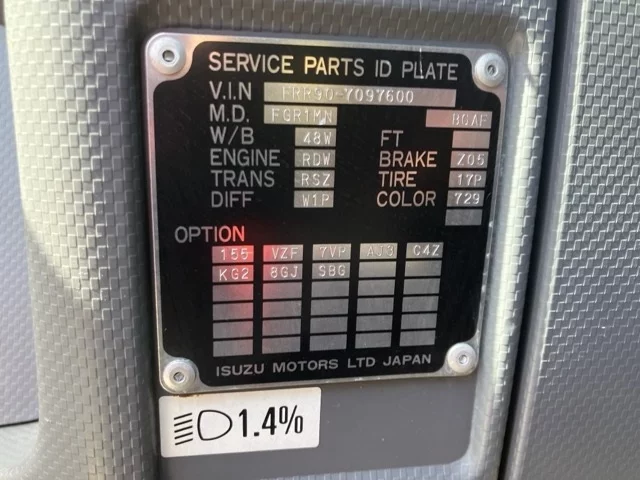 SERVICE PARTS ID PLATE
V.I.N FRR90-7097600
M.D. FGR1MN 8GAF
W/B 48W FT
ENGINE RDW BRAKE Z05
TRANS RSZ TIRE 17P
DIFF W1P COLOR 729
OPTION
155 VZF 7VP AJ3 C4Z
KG2 8GJ SBG
ISUZU MOTORS LTD JAPAN
1.4%